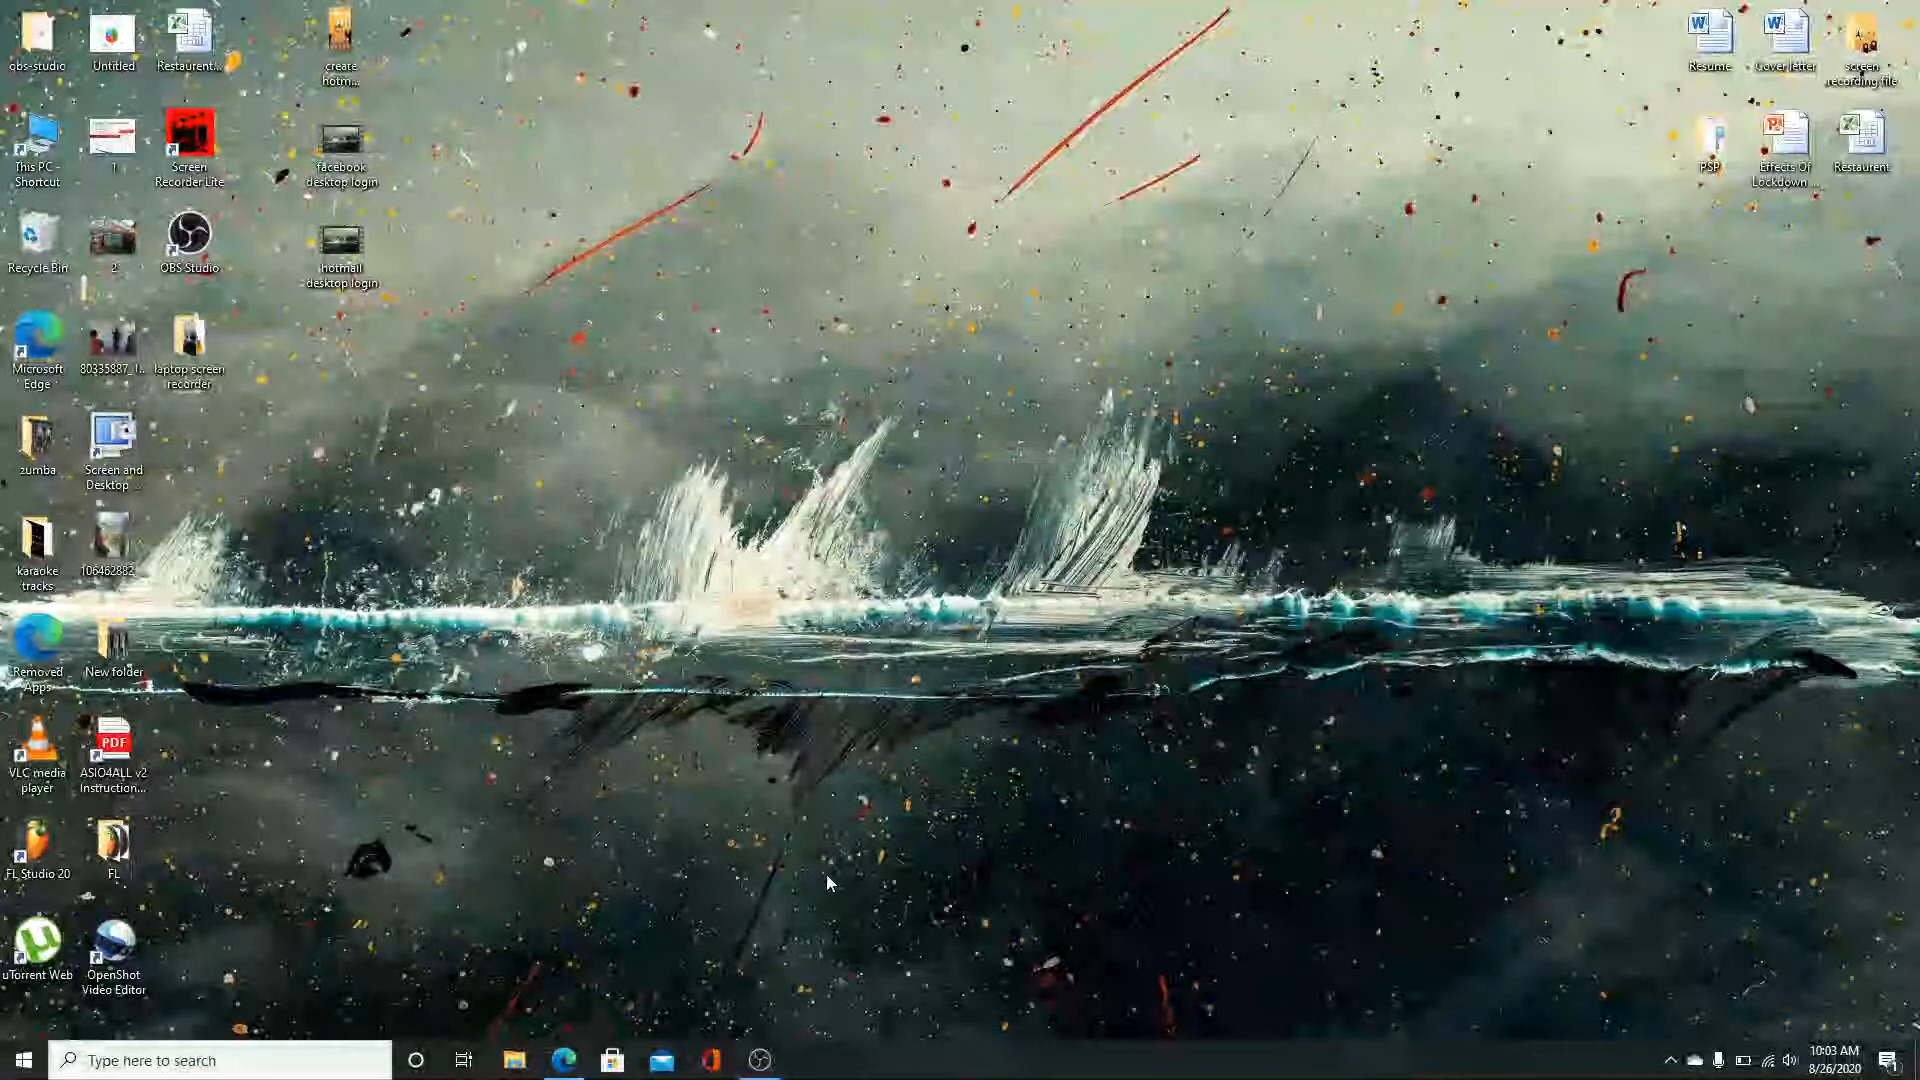 obs-studio
Untitled
Restaurent...
create
hotm...
Resume
Cover letter
screen
recording file
This PC -
Shortcut
1
Screen
Recorder Lite
facebook
desktop login
PSP
Effects Of
Lockdown ...
Restaurent
Recycle Bin
2
OBS Studio
hotmail
desktop login
Microsoft
Edge
80335887_1...
laptop screen
recorder
zumba
Screen and
Desktop ...
karaoke
tracks
106462882_
Removed
Apps
New folder
VLC media
player
PDF
ASIO4ALL v2
Instruction...
FL Studio 20
FL
uTorrent Web
OpenShot
Video Editor
Type here to search
10:03 AM
8/26/2020
1